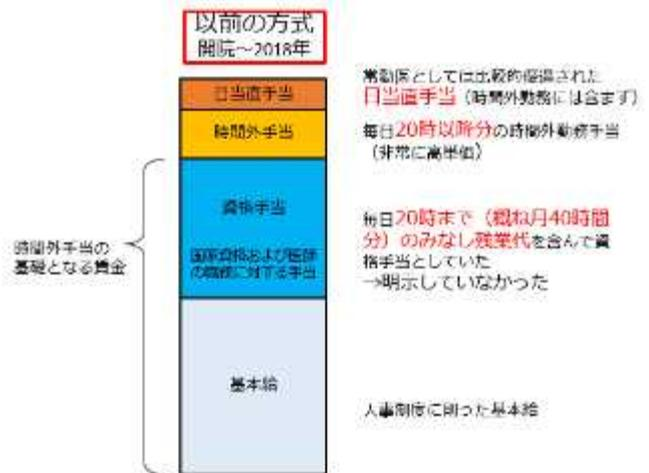 以前の方式
開院～2018年
日当直手当
時間外手当
資格手当
国家資格および医師
の職務に対する手当
基本給
時間外手当の
基礎となる賃金
常勤医としては比較的優遇された
日当直手当（時間外勤務には含まず）
毎日20時以降分の時間外勤務手当
（非常に高単価）
毎日20時まで（概ね月40時間
分）のみなし残業代を含んで資
格手当としていた
→明示していなかった
人事制度に則った基本給